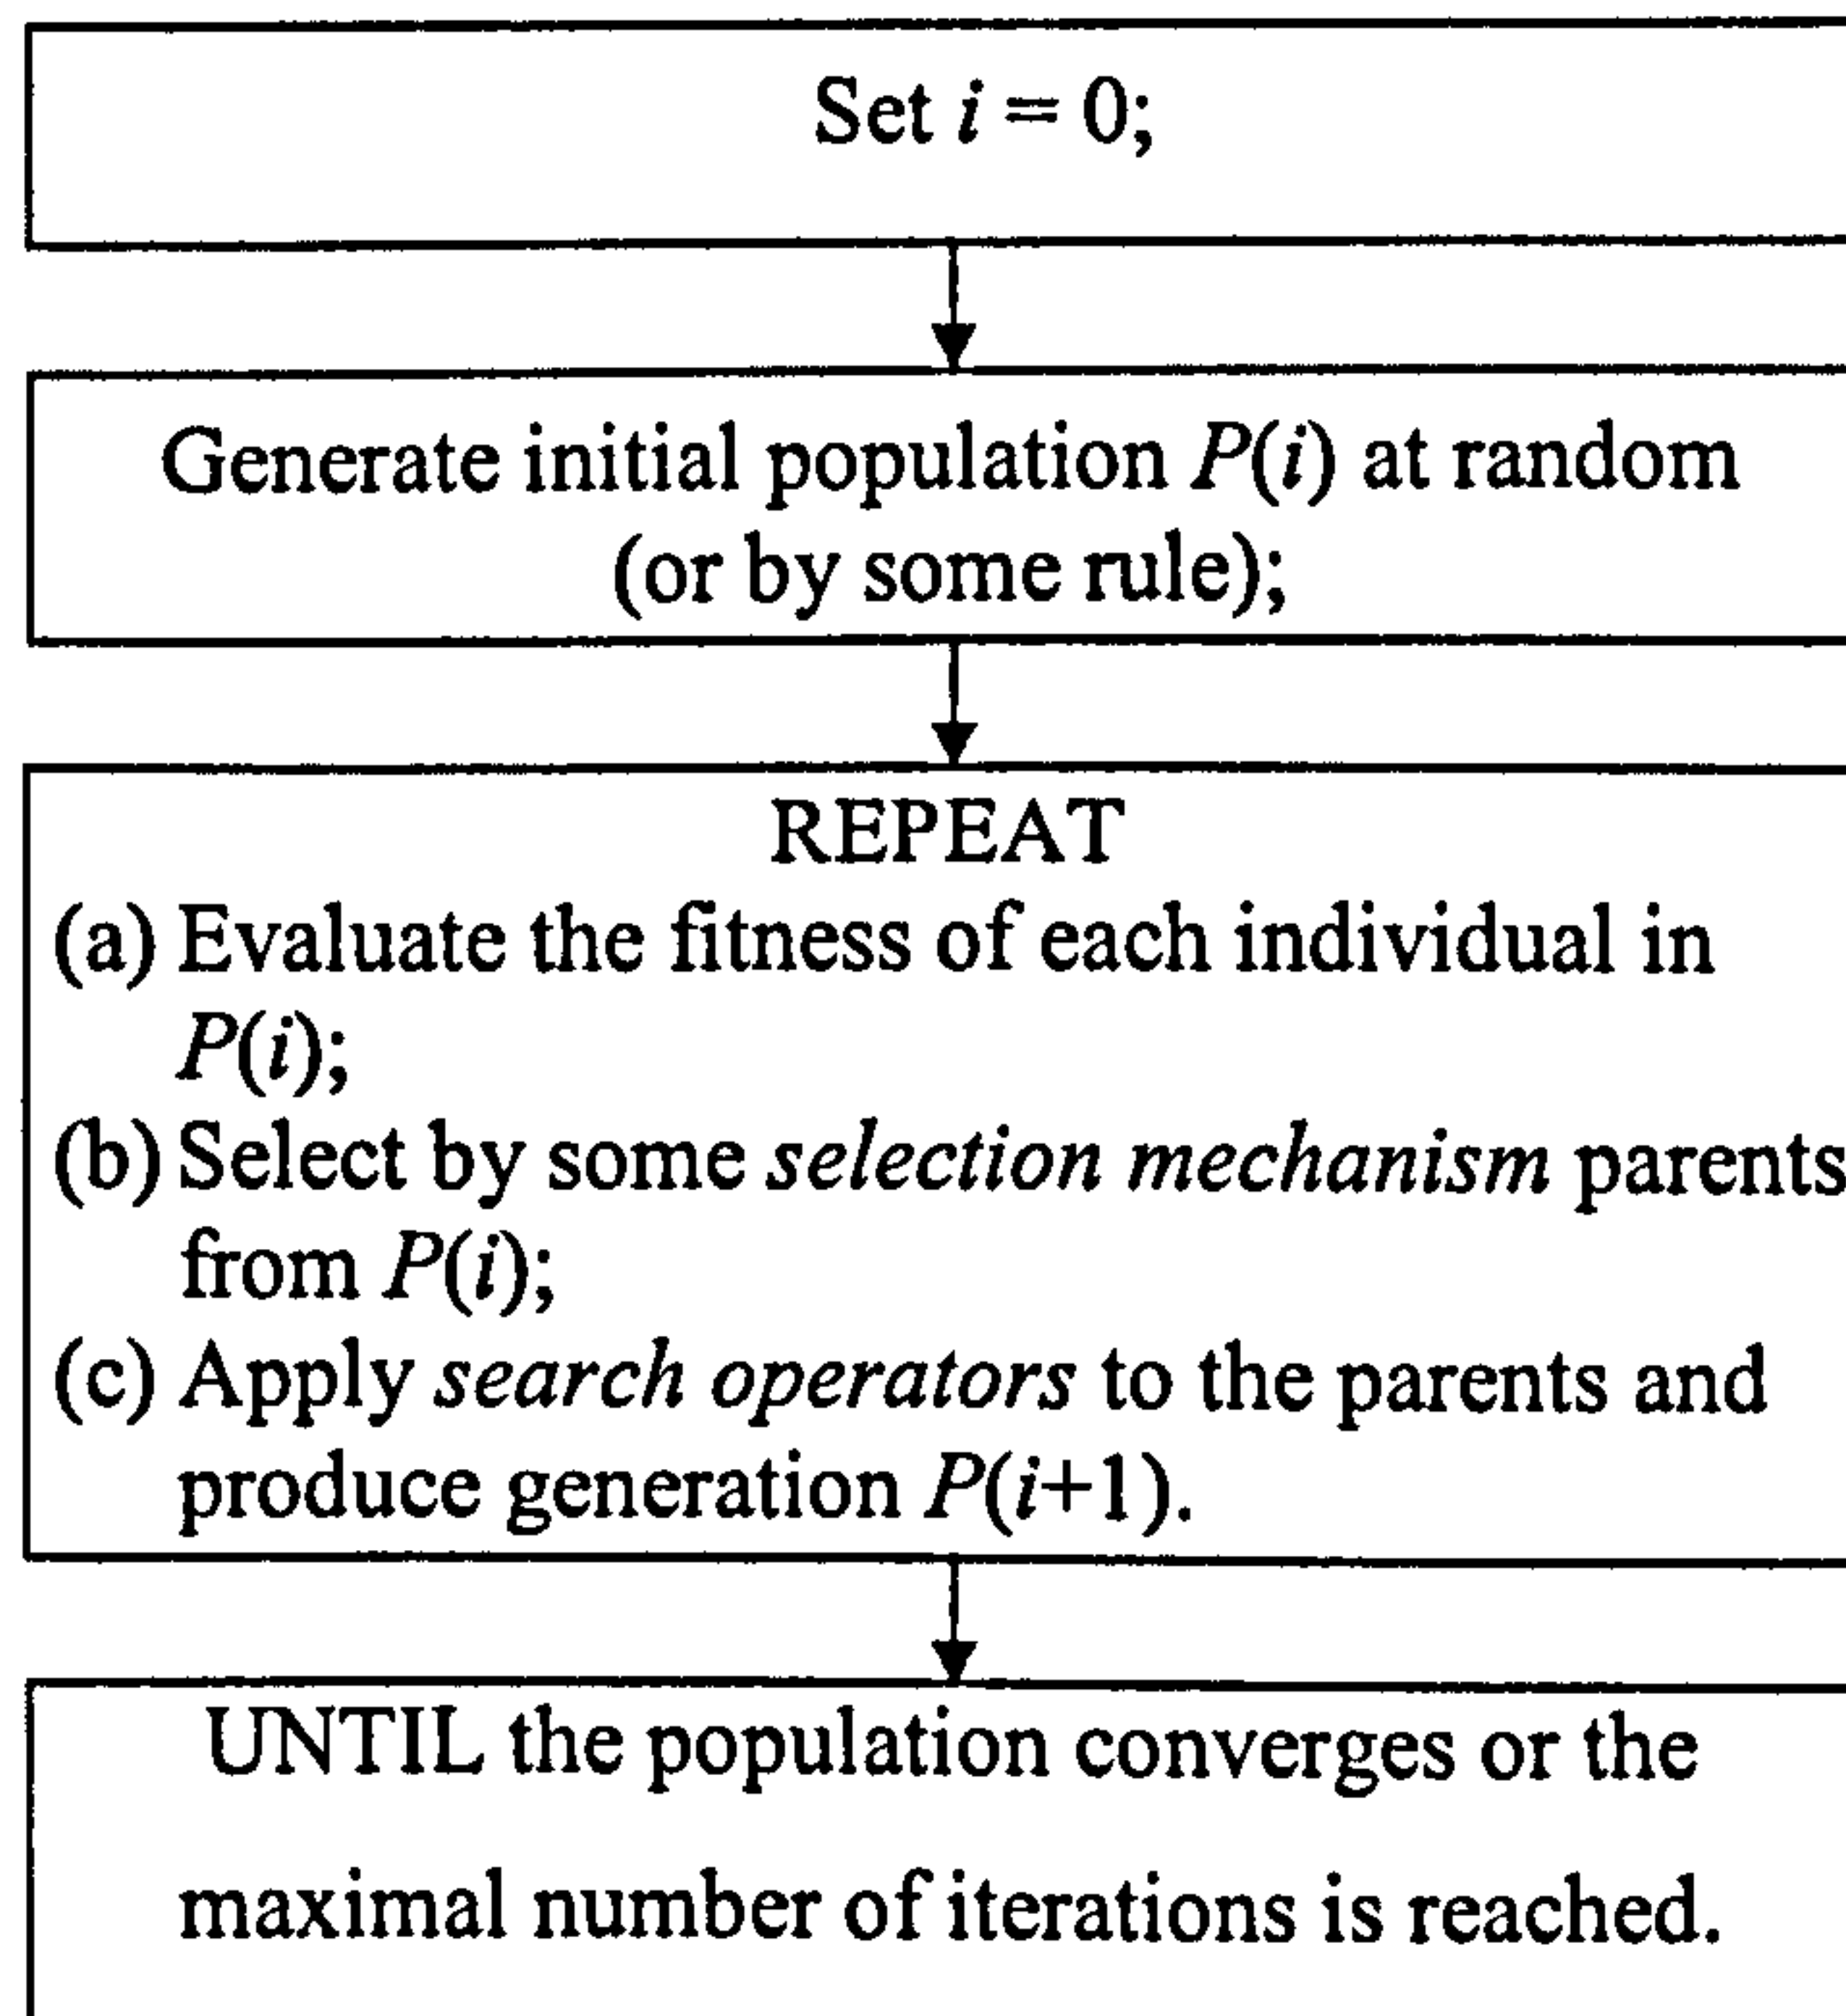 Set i = 0;
Generate initial population P(i) at random
(or by some rule);
REPEAT
(a) Evaluate the fitness of each individual in
P(i);
(b) Select by some selection mechanism parents
from P(i);
(c) Apply search operators to the parents and
produce generation P(i+1).
UNTIL the population converges or the
maximal number of iterations is reached.